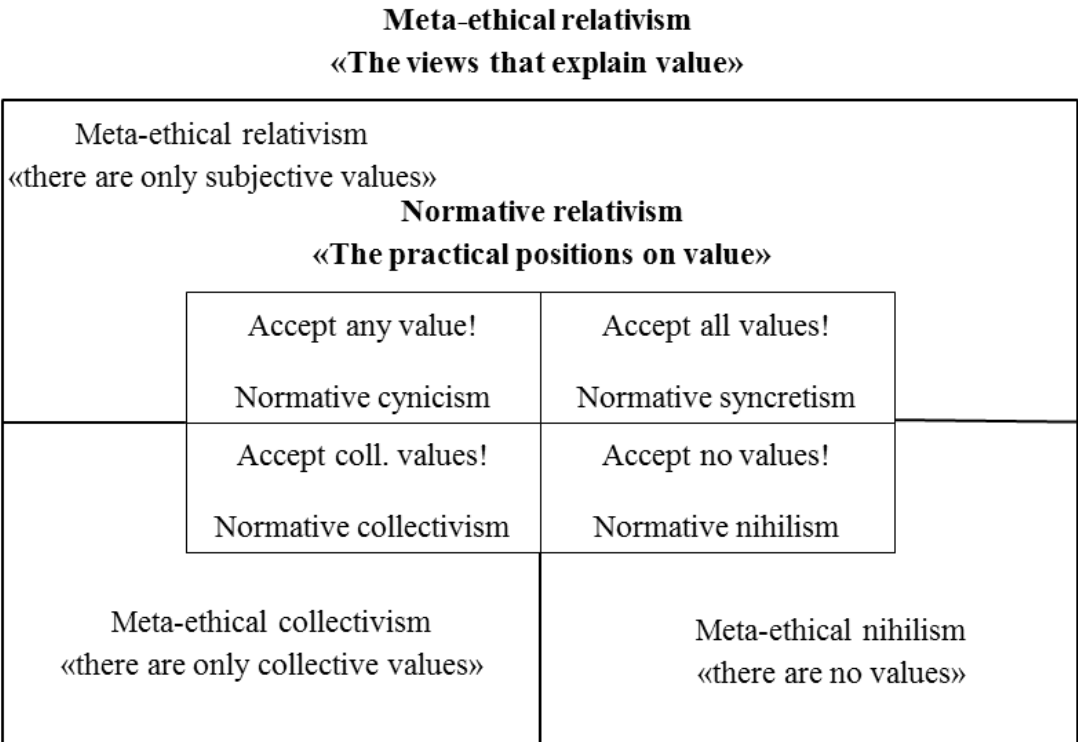 Meta-ethical relativism
«The views that explain value»
Meta-ethical relativism
«there are only subjective values»
Normative relativism
«The practical positions on value»
Accept any value!
Normative cynicism
Accept all values!
Normative syncretism
Accept coll. values!
Normative collectivism
Accept no values!
Normative nihilism
Meta-ethical collectivism
«there are only collective values»
Meta-ethical nihilism
«there are no values»